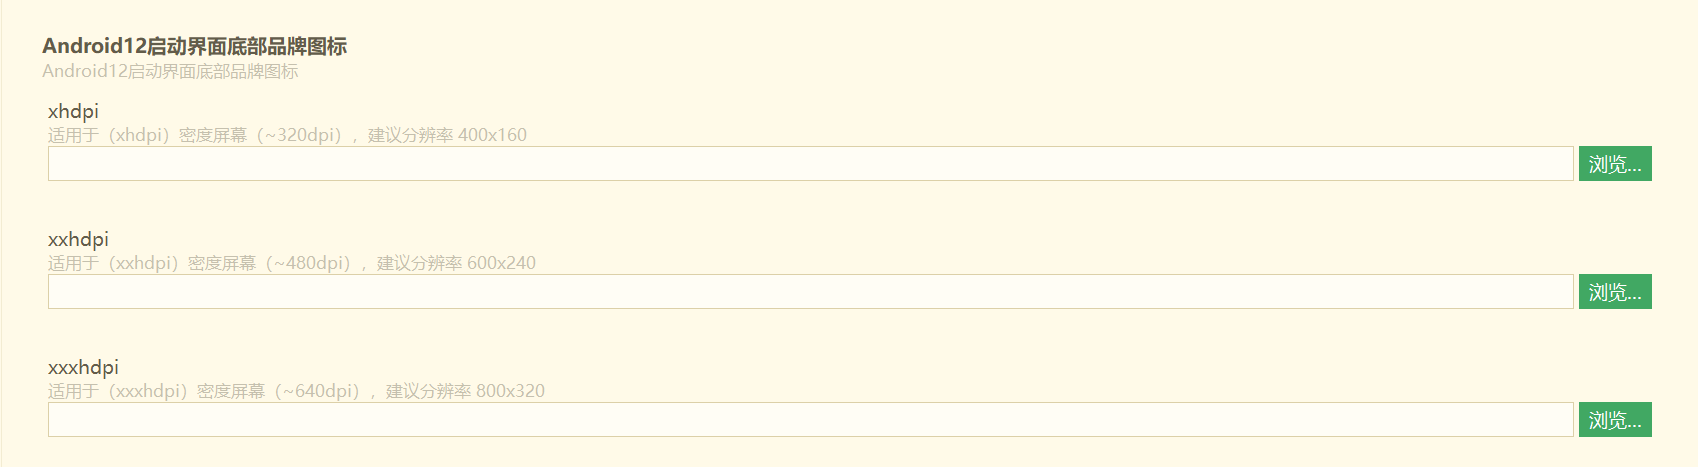 Android12启动界面底部品牌图标
Android12启动界面底部品牌图标
xhdpi
适用于（xhdpi）密度屏幕（~320dpi），建议分辨率 400x160
浏览...
xxhdpi
适用于（xxhdpi）密度屏幕（~480dpi），建议分辨率 600x240
浏览...
xxxhdpi
适用于（xxxhdpi）密度屏幕（~640dpi），建议分辨率 800x320
浏览...